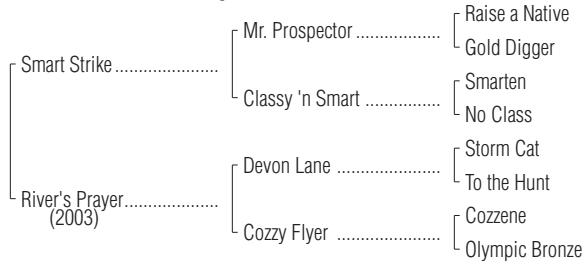 Raise a Native
Mr. Prospector ..................
Gold Digger
Smart Strike ......................
Smarten
Classy 'n Smart ................
No Class
Storm Cat
Devon Lane ......................
To the Hunt
River's Prayer....................
(2003)
Cozzene
Cozzy Flyer ......................
Olympic Bronze